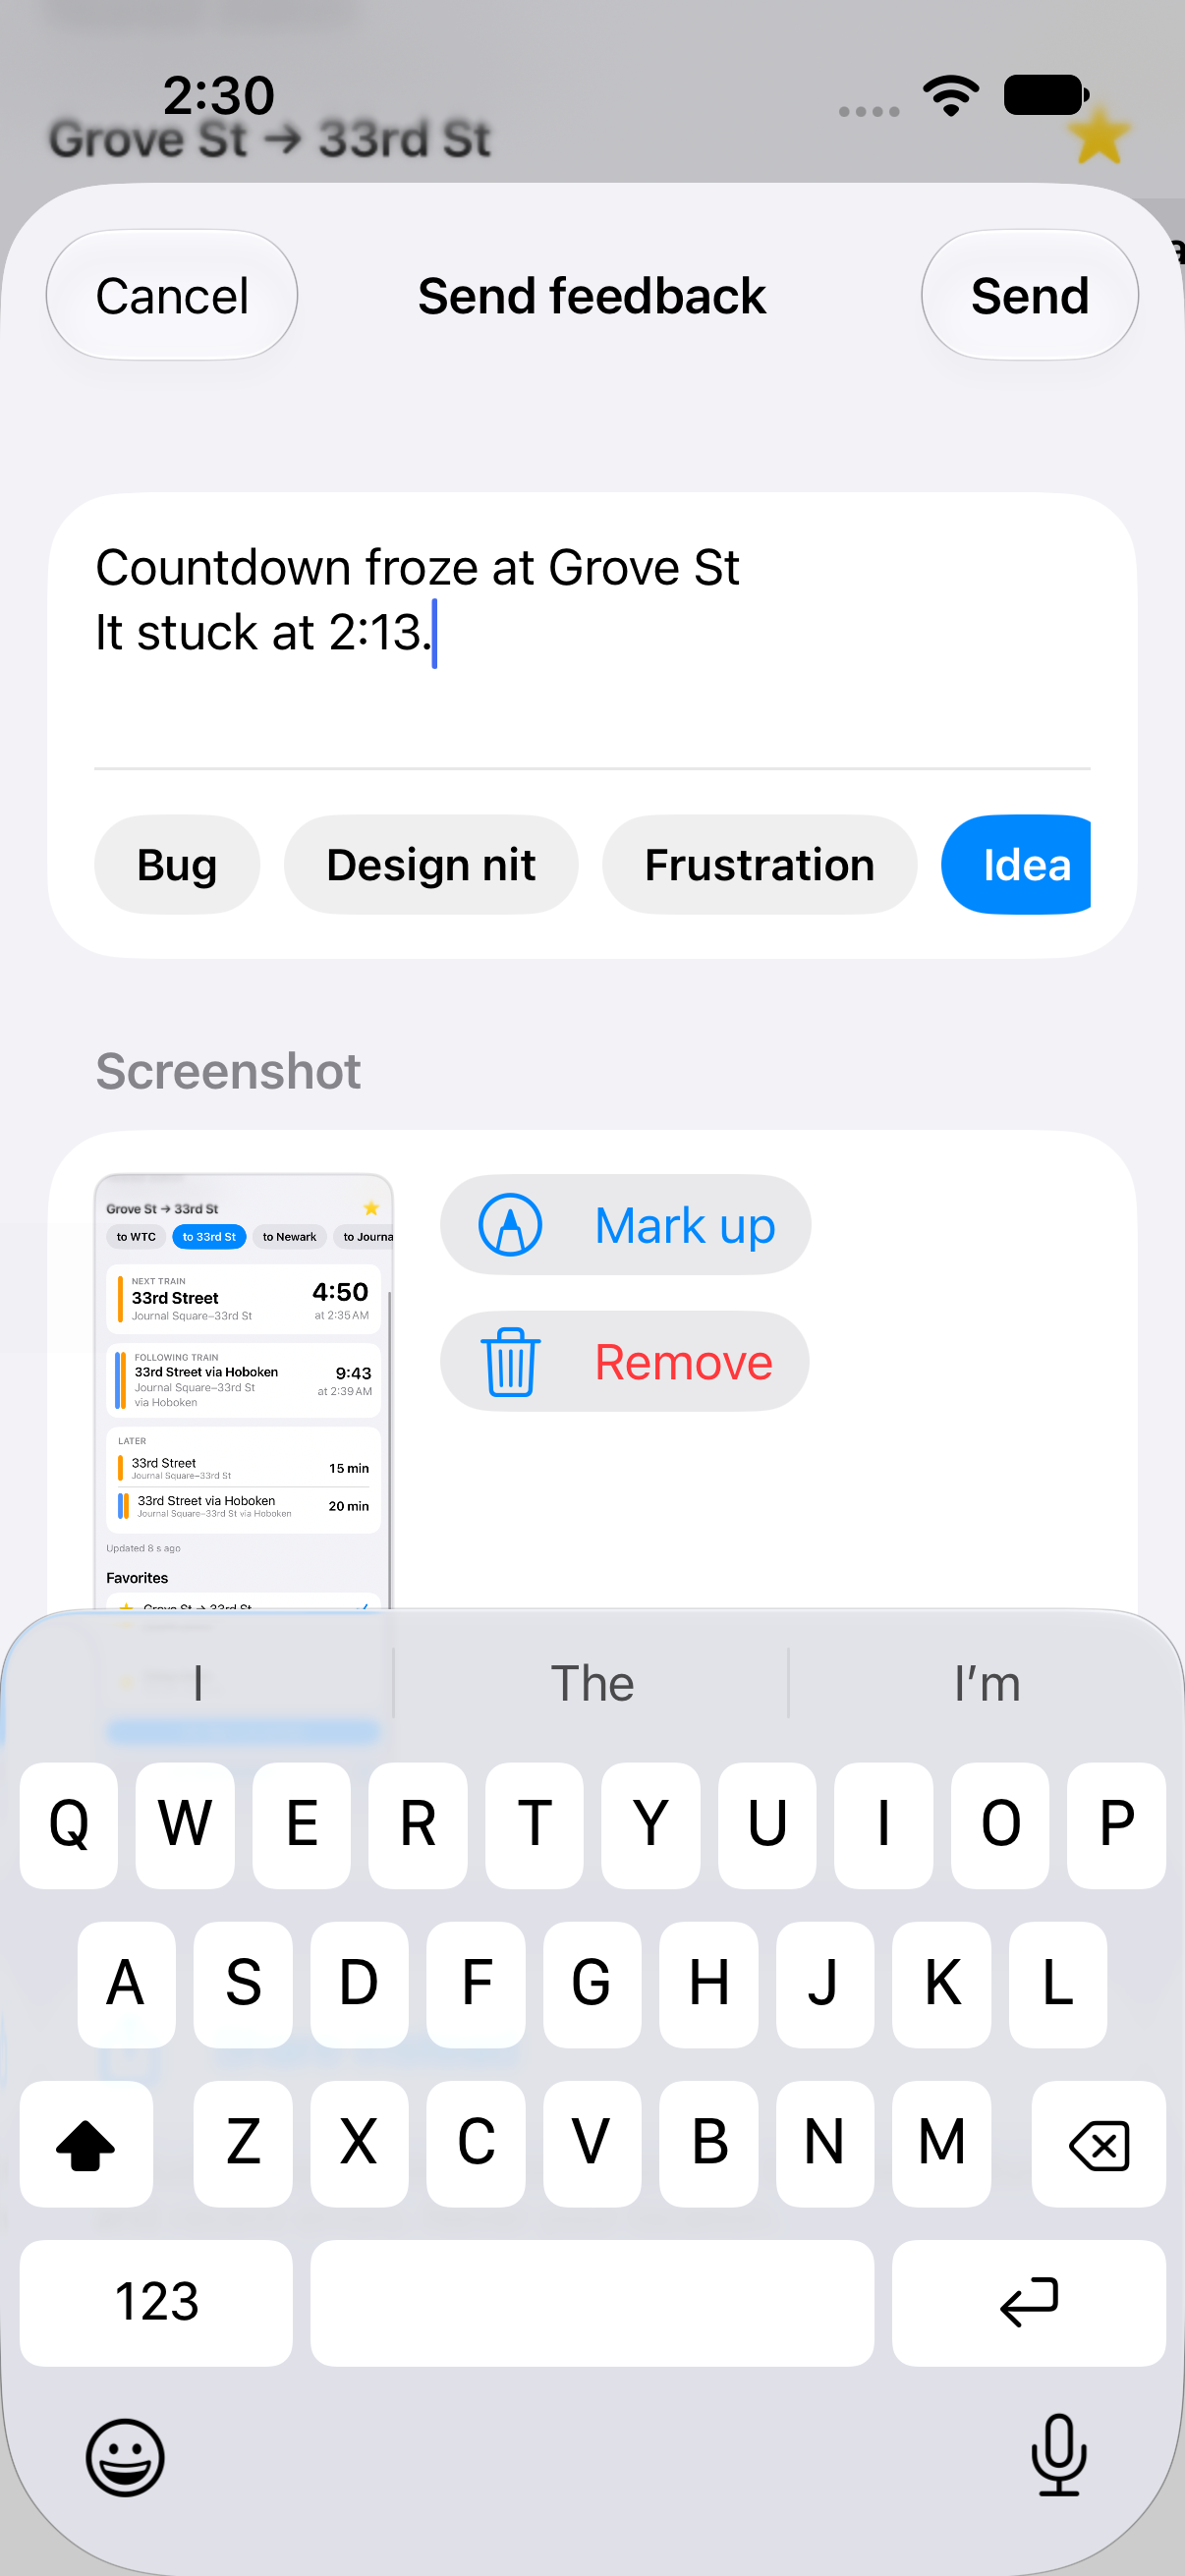 2:30
Grove St → 33rd St
Cancel
Send feedback
Send
Countdown froze at Grove St
It stuck at 2:13.
Bug
Design nit
Frustration
Idea
Screenshot
Grove St → 33rd St
to WTC
to 33rd St
to Newark
to Journa
NEXT TRAIN
33rd Street
4:50
Journal Square–33rd St
at 2:35 AM
FOLLOWING TRAIN
33rd Street via Hoboken
9:43
Journal Square–33rd St
at 2:39 AM
via Hoboken
LATER
33rd Street
15 min
Journal Square–33rd St
33rd Street via Hoboken
20 min
Journal Square–33rd St via Hoboken
Updated 8 s ago
Favorites
Grove St → 33rd St
Mark up
Remove
I
The
I’m
Q W E R T Y U I O P
A S D F G H J K L
Z X C V B N M
123